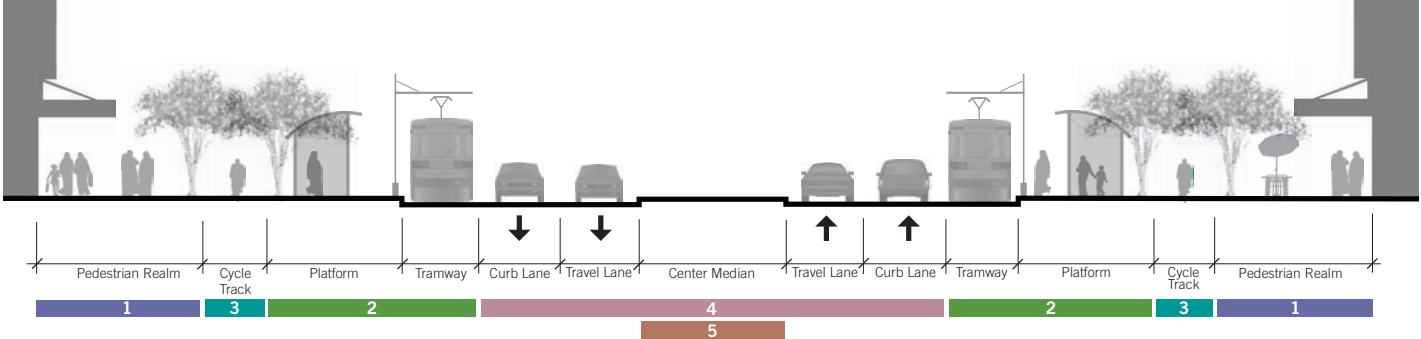 Pedestrian Realm Cycle Track Platform Tramway Curb Lane Travel Lane Center Median Travel Lane Curb Lane Tramway Platform Cycle Track Pedestrian Realm
1 3 2 4 2 3 1
5